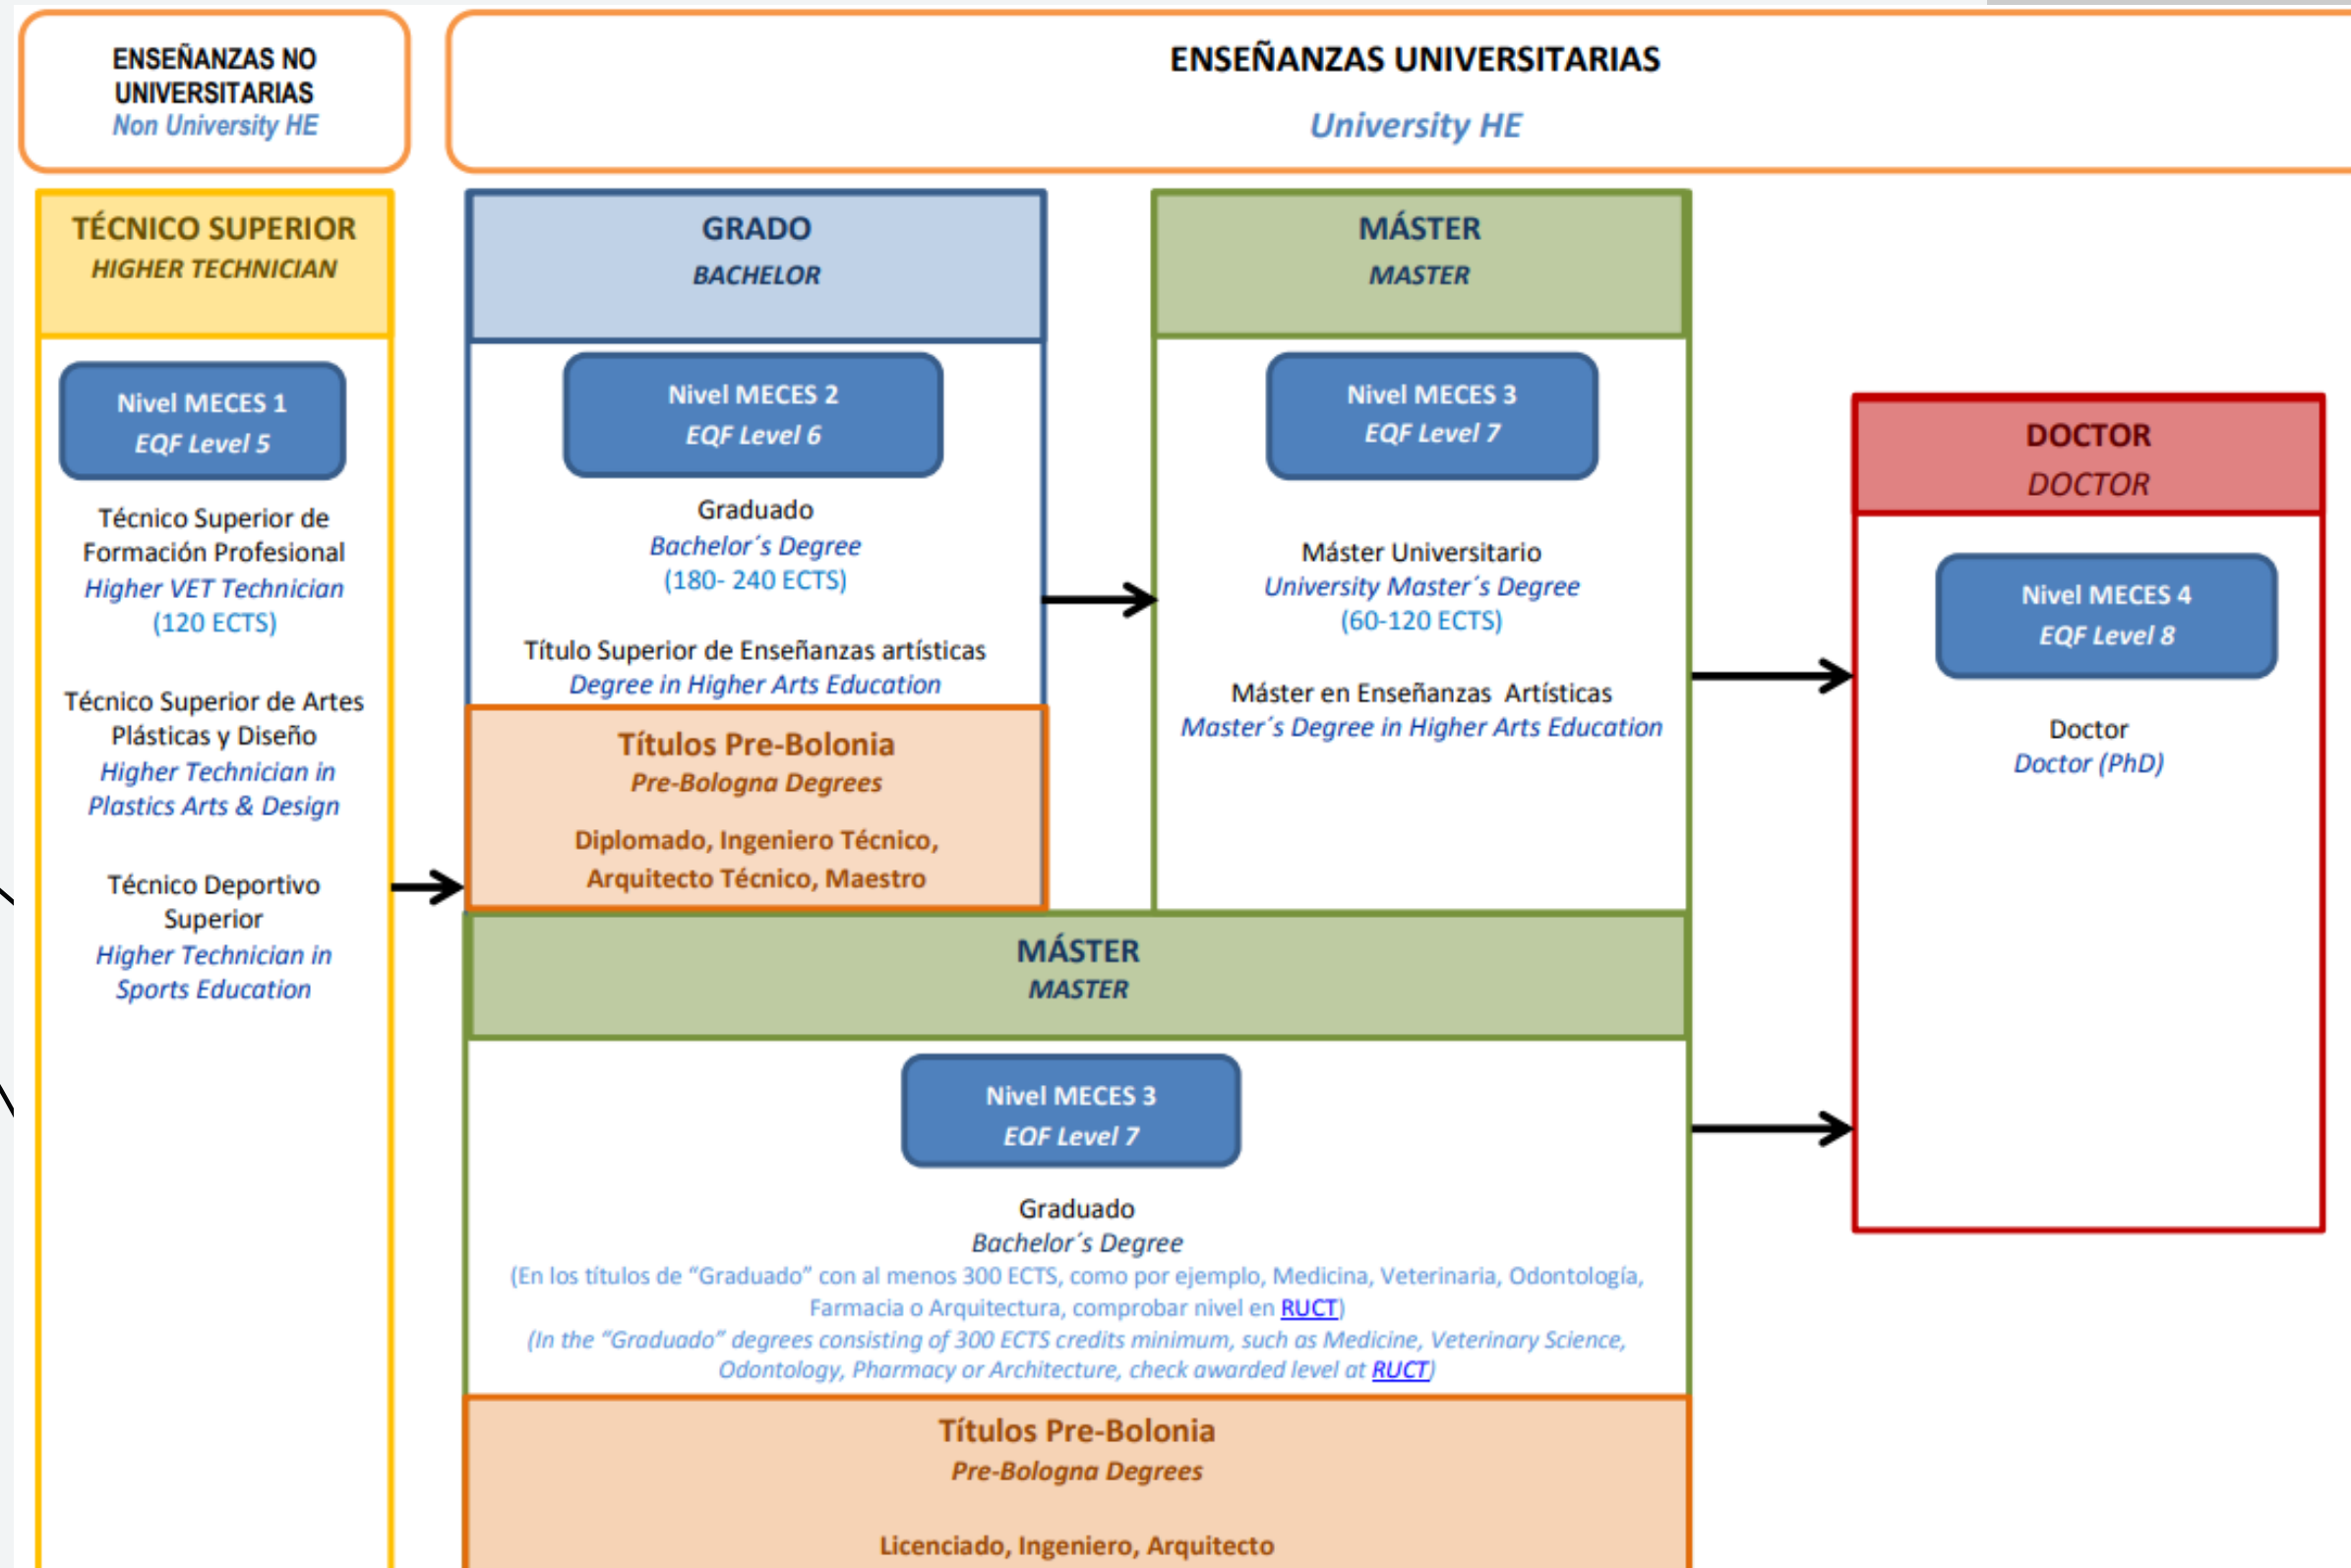 ENSEÑANZAS NO
UNIVERSITARIAS
Non University HE
ENSEÑANZAS UNIVERSITARIAS
University HE
TÉCNICO SUPERIOR
HIGHER TECHNICIAN
Nivel MECES 1
EQF Level 5
Técnico Superior de
Formación Profesional
Higher VET Technician
(120 ECTS)
Técnico Superior de Artes
Plásticas y Diseño
Higher Technician in
Plastics Arts & Design
Técnico Deportivo
Superior
Higher Technician in
Sports Education
GRADO
BACHELOR
Nivel MECES 2
EQF Level 6
Graduado
Bachelor´s Degree
(180- 240 ECTS)
Título Superior de Enseñanzas artísticas
Degree in Higher Arts Education
Títulos Pre-Bolonia
Pre-Bologna Degrees
Diplomado, Ingeniero Técnico,
Arquitecto Técnico, Maestro
MÁSTER
MASTER
Nivel MECES 3
EQF Level 7
Máster Universitario
University Master´s Degree
(60-120 ECTS)
Máster en Enseñanzas Artísticas
Master´s Degree in Higher Arts Education
MÁSTER
MASTER
Nivel MECES 3
EQF Level 7
Graduado
Bachelor´s Degree
(En los títulos de “Graduado” con al menos 300 ECTS, como por ejemplo, Medicina, Veterinaria, Odontología,
Farmacia o Arquitectura, comprobar nivel en RUCT)
(In the “Graduado” degrees consisting of 300 ECTS credits minimum, such as Medicine, Veterinary Science,
Odontology, Pharmacy or Architecture, check awarded level at RUCT)
Títulos Pre-Bolonia
Pre-Bologna Degrees
Licenciado, Ingeniero, Arquitecto
DOCTOR
DOCTOR
Nivel MECES 4
EQF Level 8
Doctor
Doctor (PhD)